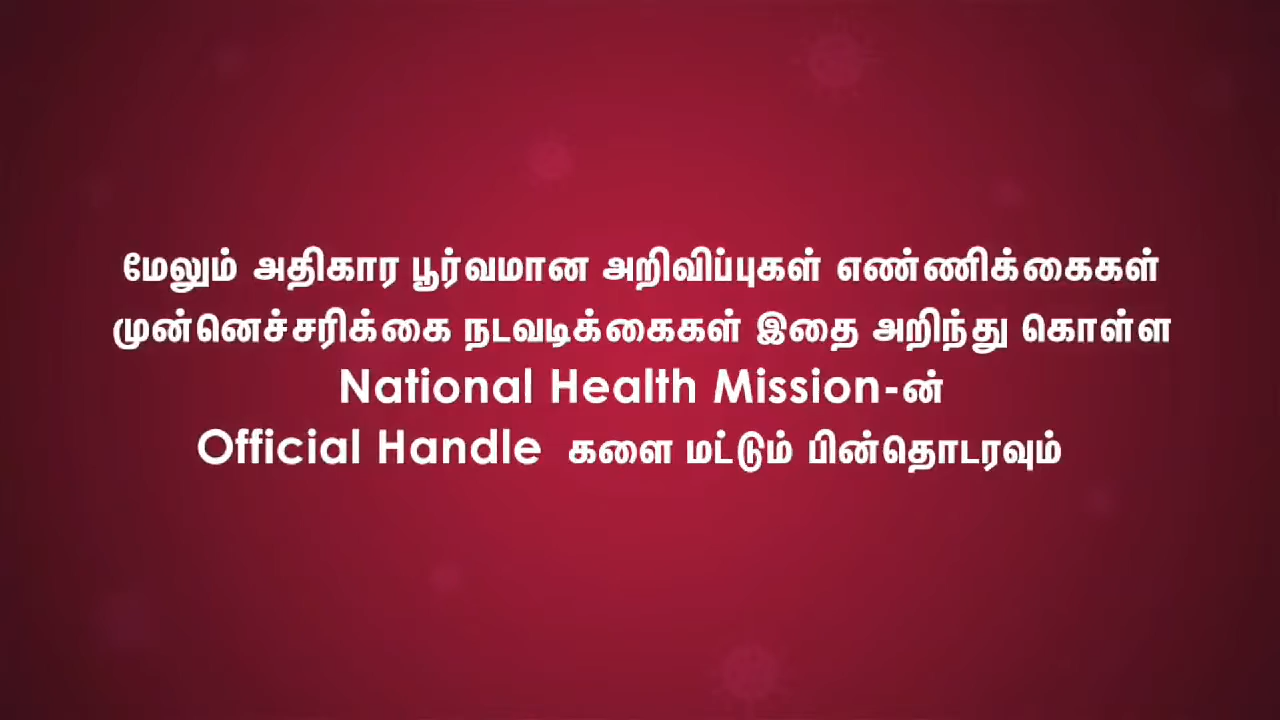 மேலும் அதிகார பூர்வமான அறிவிப்புகள் எண்ணிக்கைகள்
முன்னெச்சரிக்கை நடவடிக்கைகள் இதை அறிந்து கொள்ள
National Health Mission-ன்
Official Handle களை மட்டும் பின்தொடரவும்